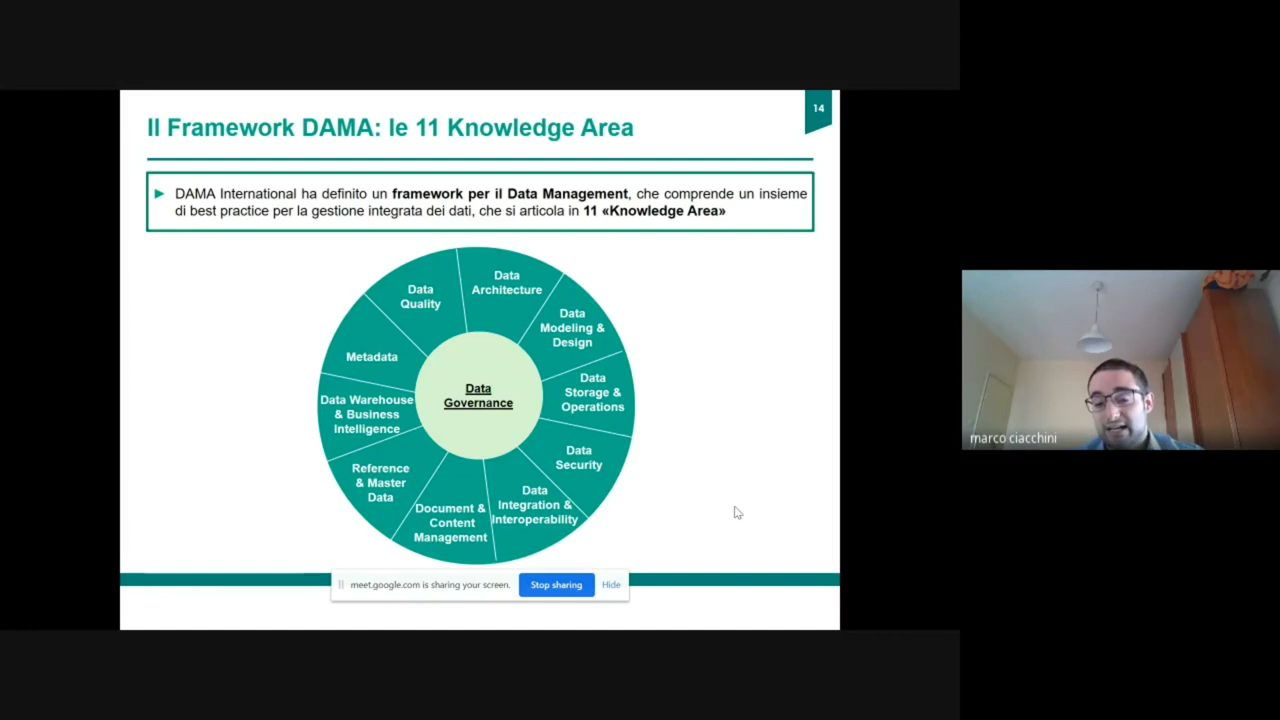 14
Il Framework DAMA: le 11 Knowledge Area
DAMA International ha definito un framework per il Data Management, che comprende un insieme
di best practice per la gestione integrata dei dati, che si articola in 11 «Knowledge Area»
Data
Architecture
Data
Modeling &
Design
Data
Storage &
Operations
Data
Security
Data
Integration &
Interoperability
Document &
Content
Management
Reference
& Master
Data
Data Warehouse
& Business
Intelligence
Metadata
Data
Quality
Data
Governance
meet.google.com is sharing your screen.
Stop sharing
Hide
marco ciacchini